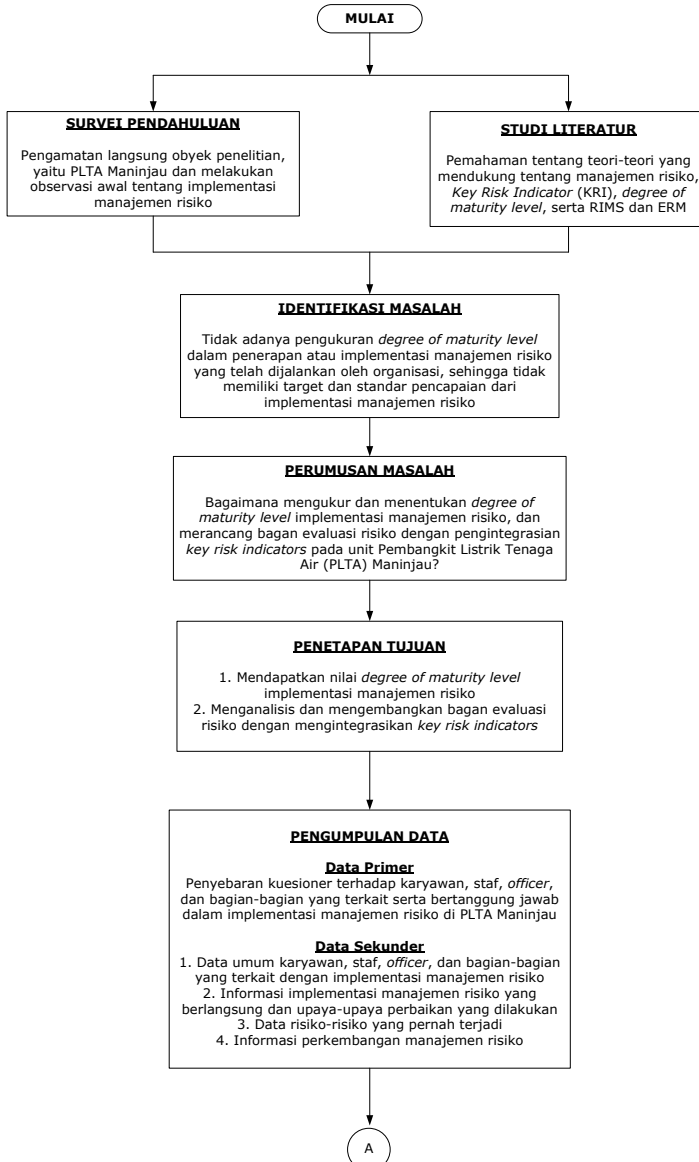 MULAI
SURVEI PENDAHULUAN
Pengamatan langsung obyek penelitian,
yaitu PLTA Maninjau dan melakukan
observasi awal tentang implementasi
manajemen risiko
STUDI LITERATUR
Pemahaman tentang teori-teori yang
mendukung tentang manajemen risiko,
Key Risk Indicator (KRI), degree of
maturity level, serta RIMS dan ERM
IDENTIFIKASI MASALAH
Tidak adanya pengukuran degree of maturity level
dalam penerapan atau implementasi manajemen risiko
yang telah dijalankan oleh organisasi, sehingga tidak
memiliki target dan standar pencapaian dari
implementasi manajemen risiko
PERUMUSAN MASALAH
Bagaimana mengukur dan menentukan degree of
maturity level implementasi manajemen risiko, dan
merancang bagan evaluasi risiko dengan pengintegrasian
key risk indicators pada unit Pembangkit Listrik Tenaga
Air (PLTA) Maninjau?
PENETAPAN TUJUAN
1. Mendapatkan nilai degree of maturity level
implementasi manajemen risiko
2. Menganalisis dan mengembangkan bagan evaluasi
risiko dengan mengintegrasikan key risk indicators
PENGUMPULAN DATA
Data Primer
Penyebaran kuesioner terhadap karyawan, staf, officer,
dan bagian-bagian yang terkait serta bertanggung jawab
dalam implementasi manajemen risiko di PLTA Maninjau
Data Sekunder
1. Data umum karyawan, staf, officer, dan bagian-bagian
yang terkait dengan implementasi manajemen risiko
2. Informasi implementasi manajemen risiko yang
berlangsung dan upaya-upaya perbaikan yang dilakukan
3. Data risiko-risiko yang pernah terjadi
4. Informasi perkembangan manajemen risiko
A